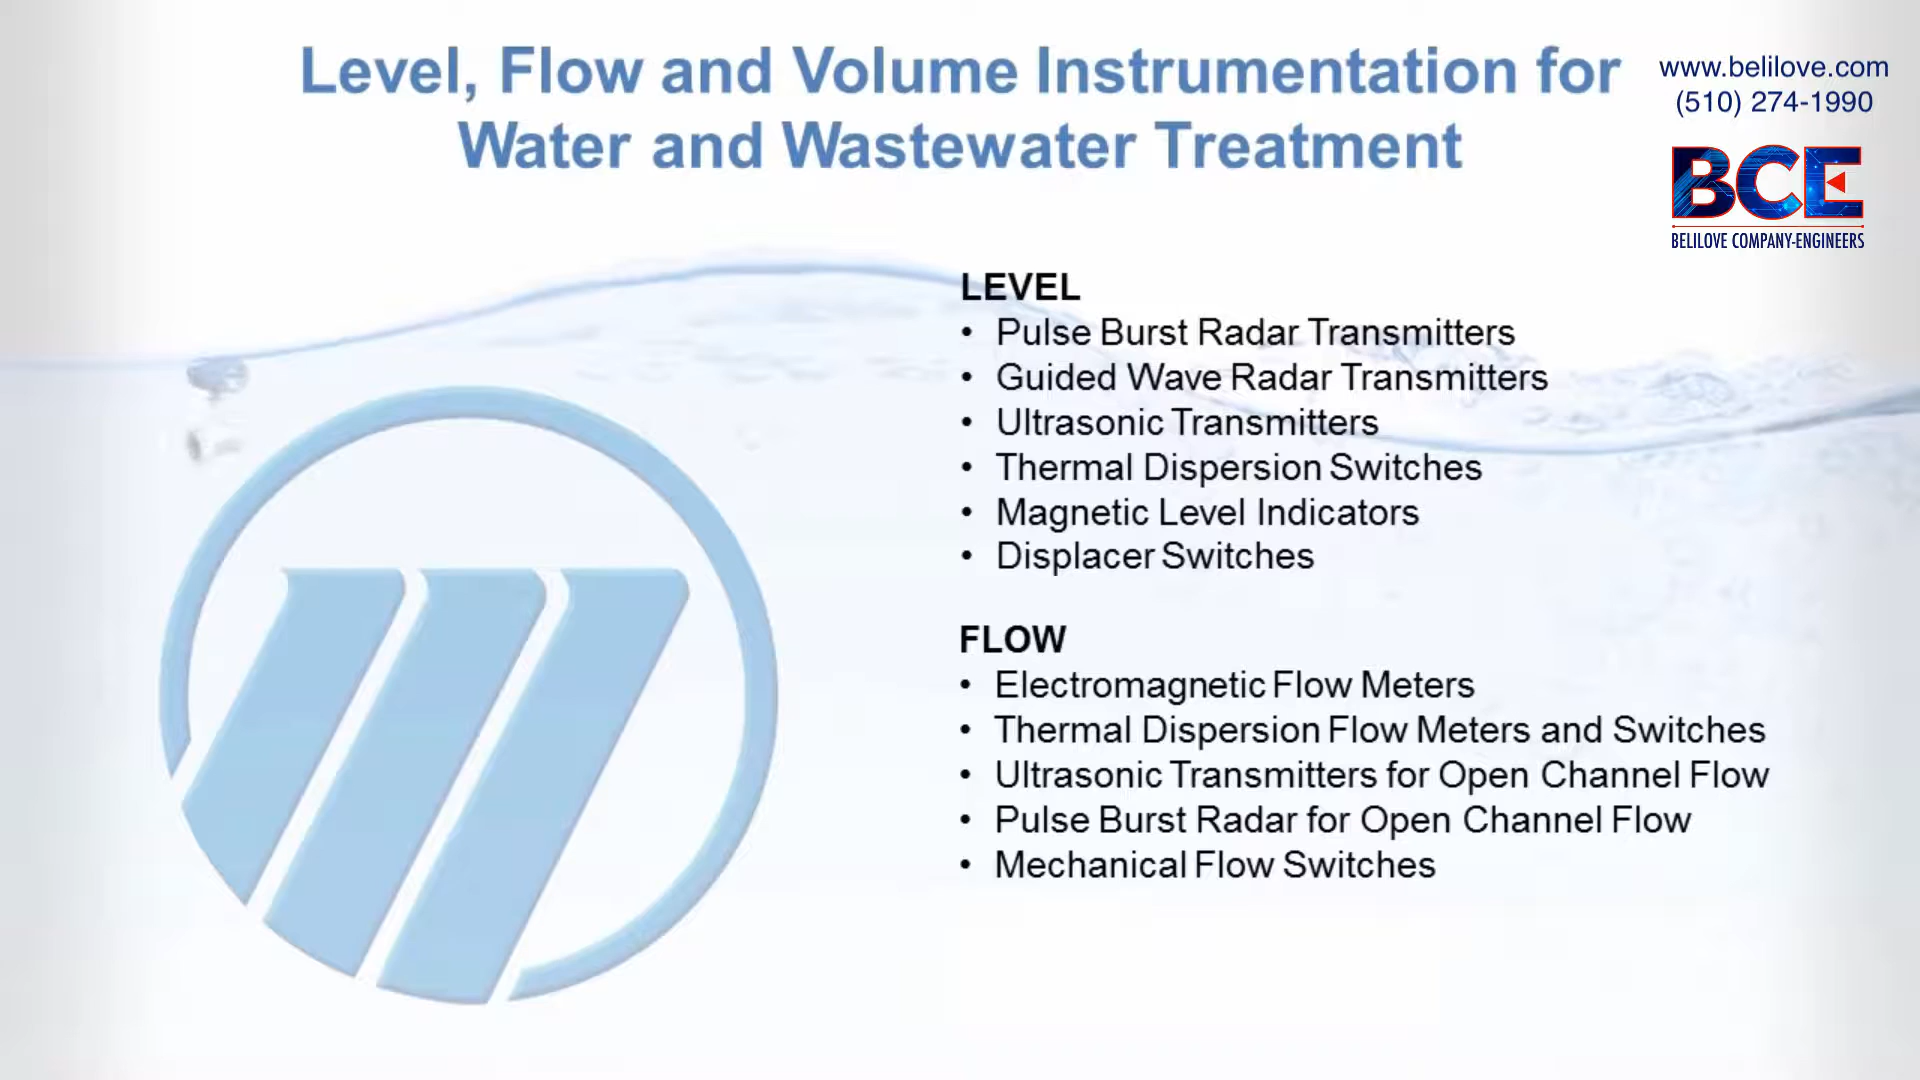 Level, Flow and Volume Instrumentation for
Water and Wastewater Treatment
www.belilove.com
(510) 274-1990
BCE
BELILOVE COMPANY-ENGINEERS
LEVEL
• Pulse Burst Radar Transmitters
• Guided Wave Radar Transmitters
• Ultrasonic Transmitters
• Thermal Dispersion Switches
• Magnetic Level Indicators
• Displacer Switches
FLOW
• Electromagnetic Flow Meters
• Thermal Dispersion Flow Meters and Switches
• Ultrasonic Transmitters for Open Channel Flow
• Pulse Burst Radar for Open Channel Flow
• Mechanical Flow Switches